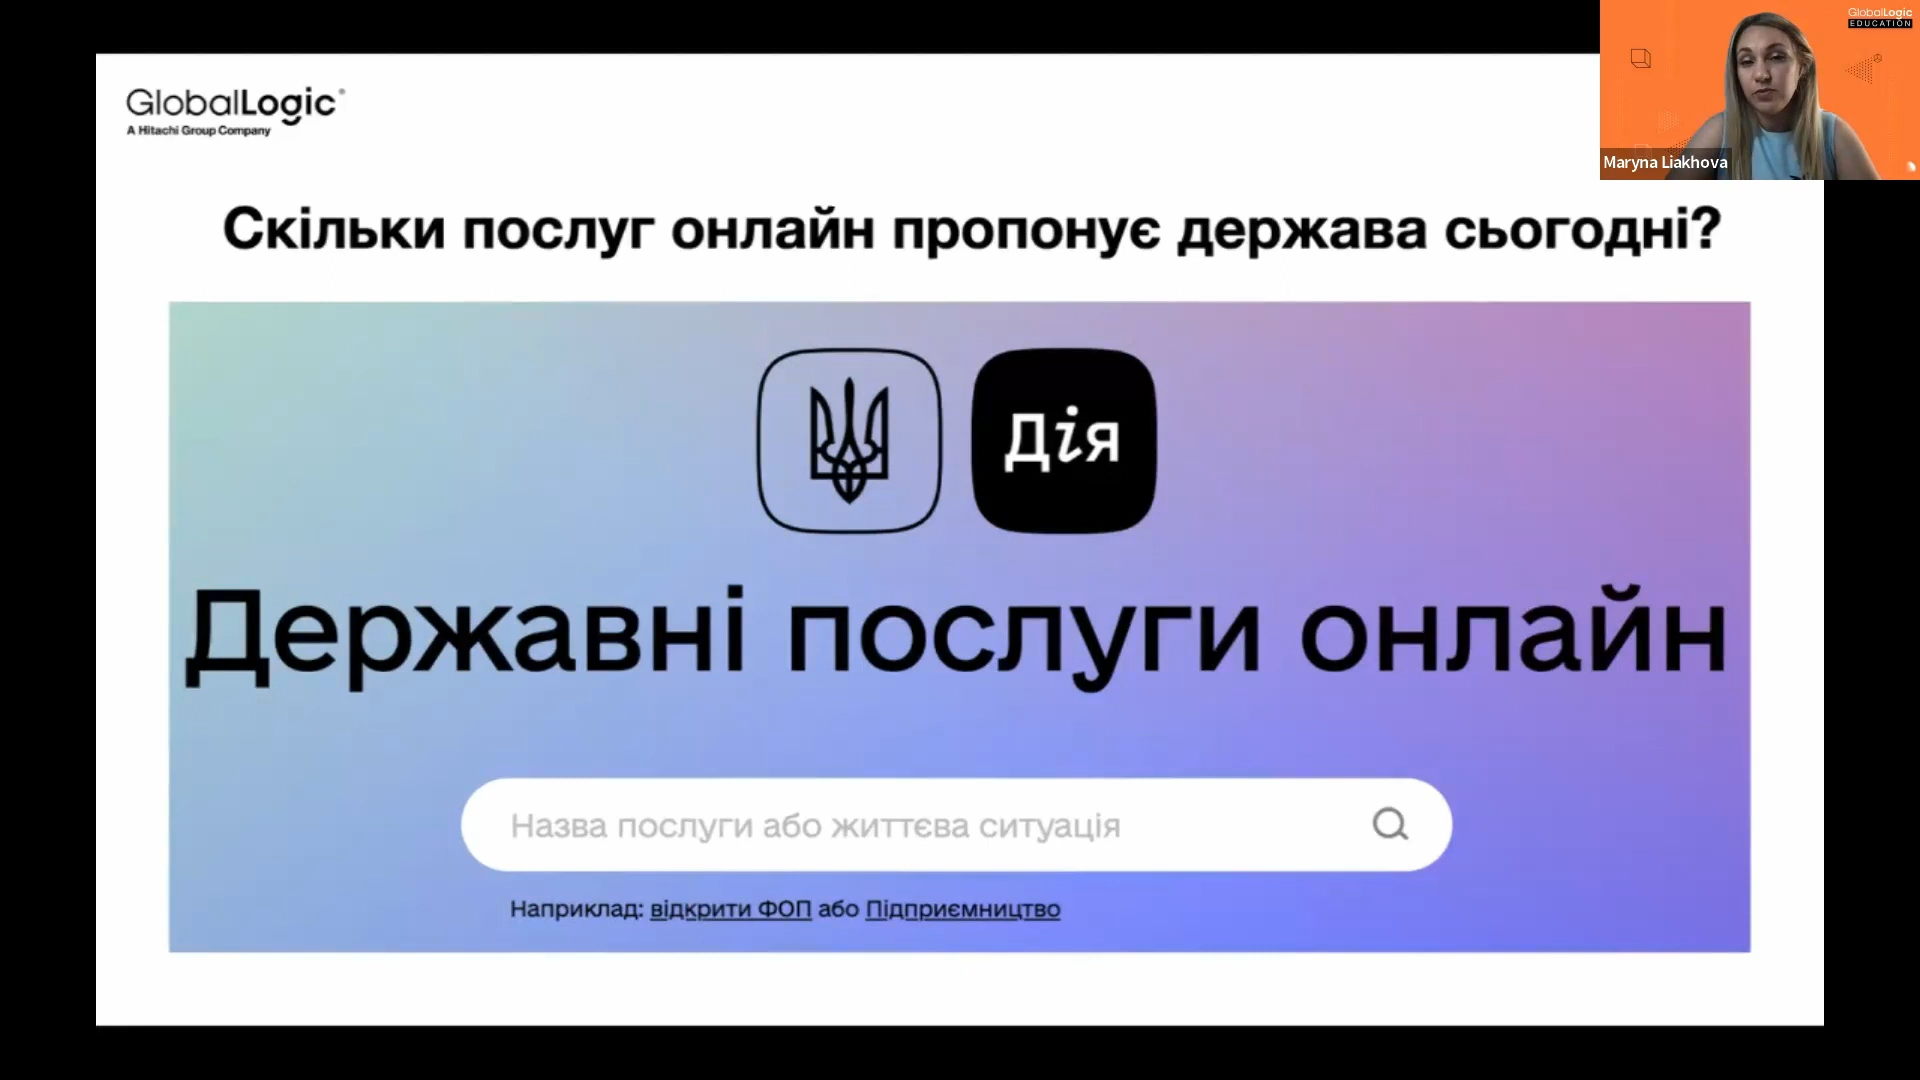 GlobalLogic
A Hitachi Group Company
GlobalLogic
EDUCATION
Maryna Liakhova
Скільки послуг онлайн пропонує держава сьогодні?
Дія
Державні послуги онлайн
Назва послуги або життєва ситуація
Наприклад: відкрити ФОП або Підприємництво